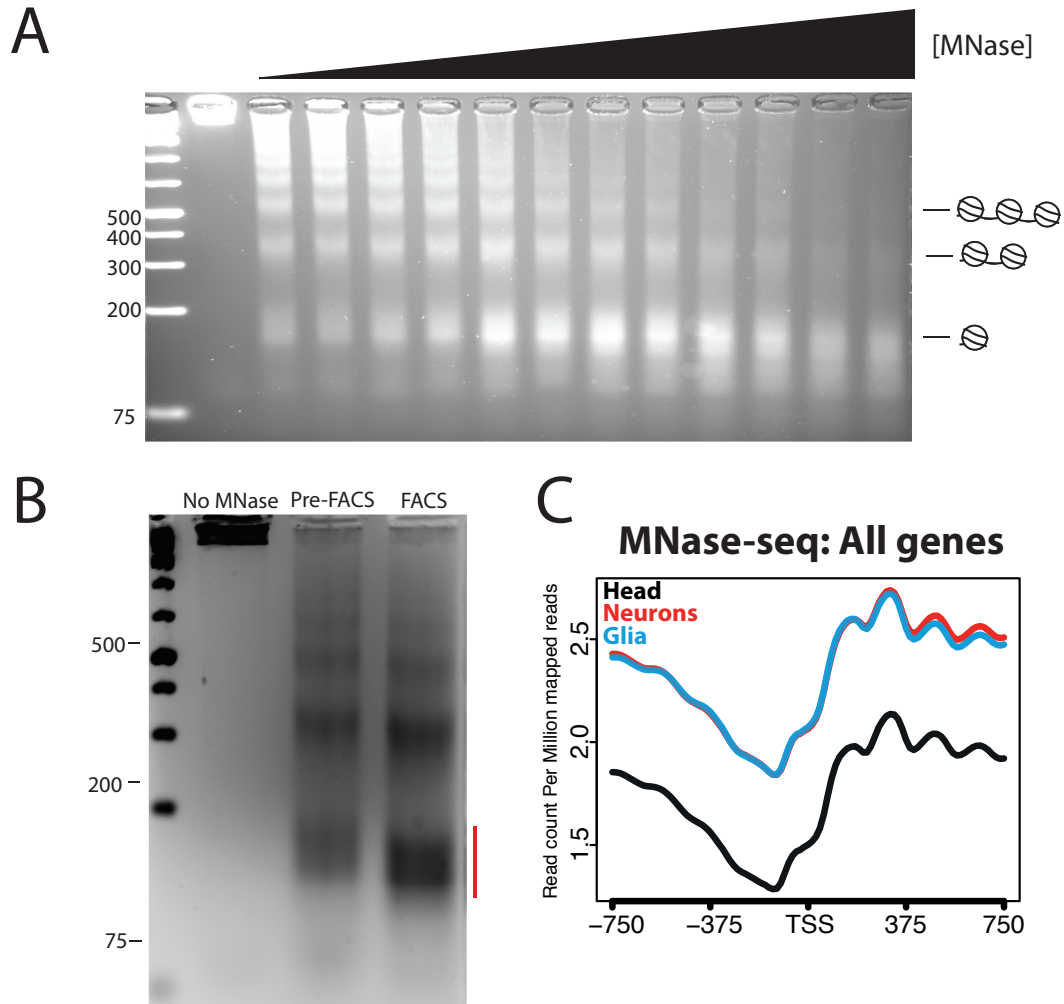 A
[MNase]
500
400
300
200
75
B
No MNase
Pre-FACS
FACS
500
200
75
C
MNase-seq: All genes
Head
Neurons
Glia
Read count Per Million mapped reads
2.5
2.0
1.5
−750
−375
TSS
375
750